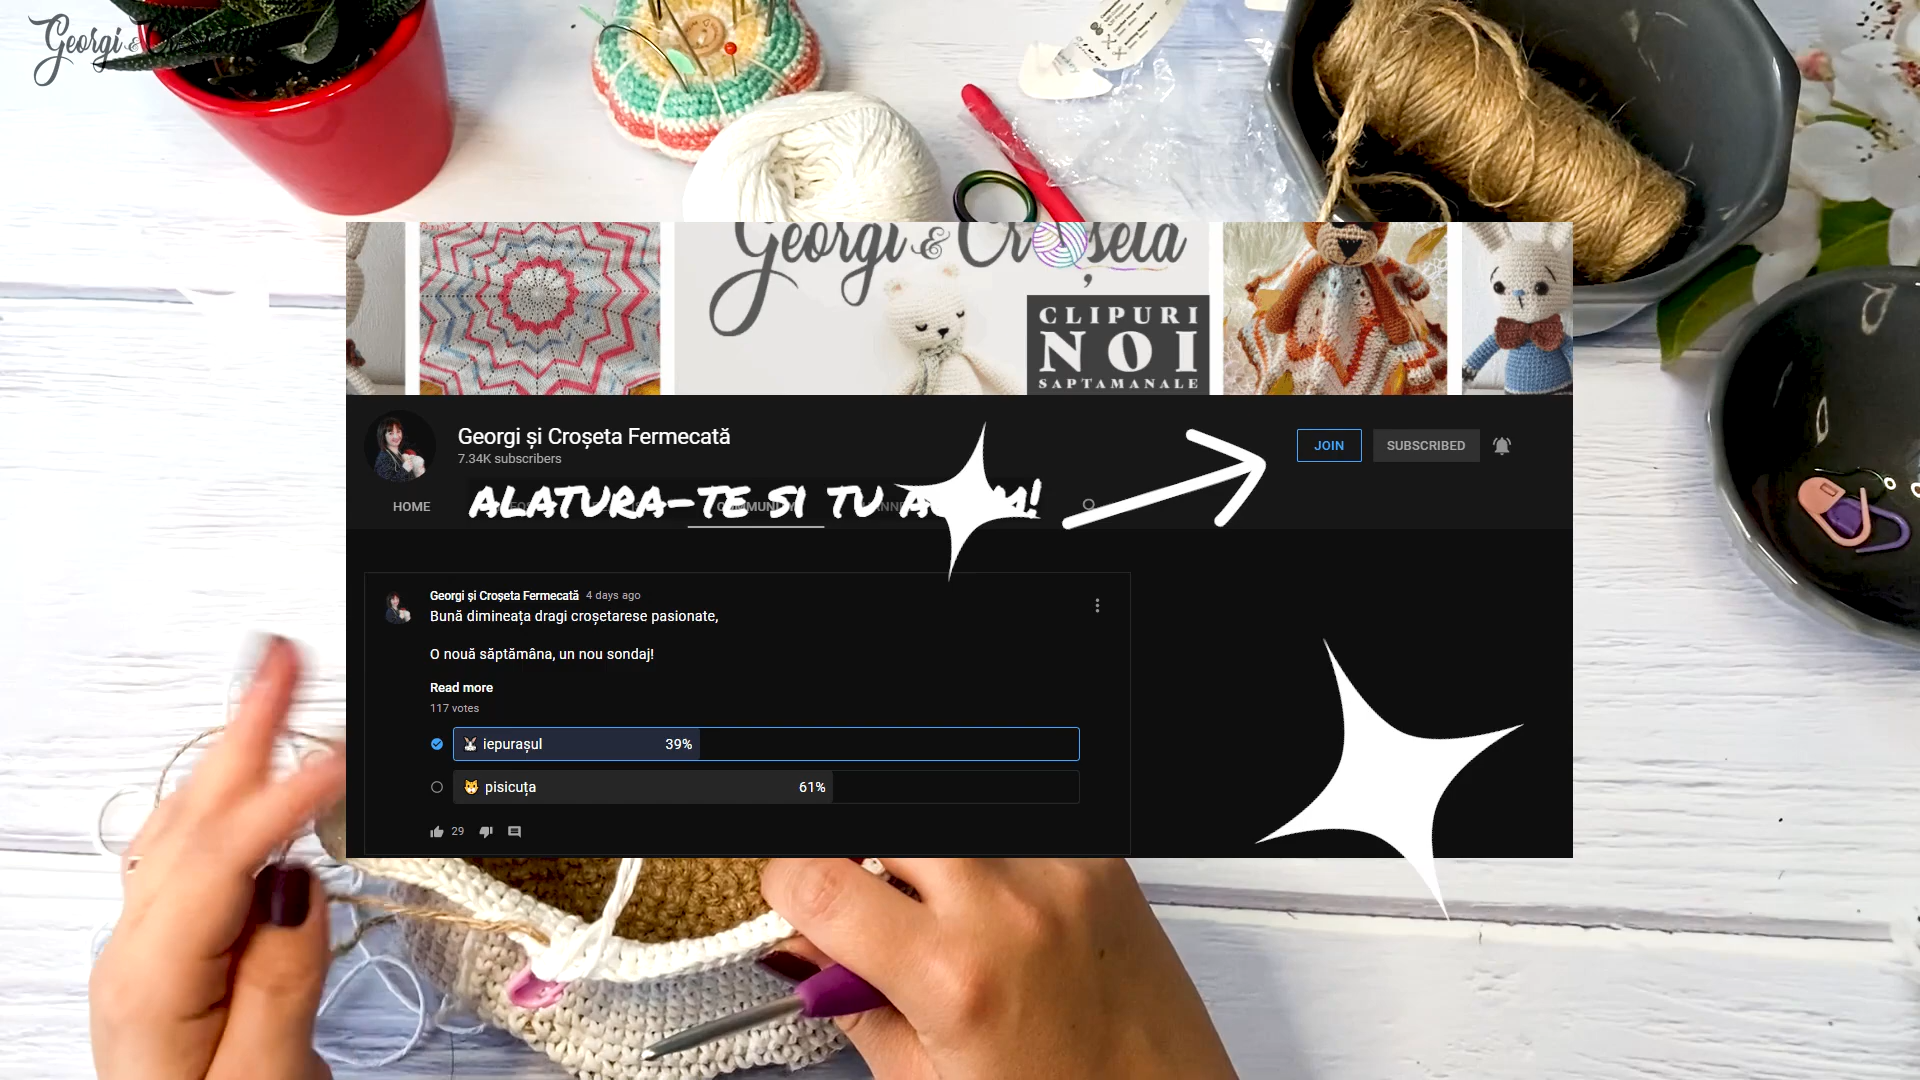 Georgi &
Georgi & Croșeta
CLIPURI
NOI
SAPTAMANALE
Georgi și Croșeta Fermecată
7.34K subscribers
JOIN
SUBSCRIBED
HOME
COMMUNITY
ALATURA-TE SI TU ACUM!
Georgi și Croșeta Fermecată 4 days ago
Bună dimineața dragi croșetarese pasionate,
O nouă săptămâna, un nou sondaj!
Read more
117 votes
iepurașul 39%
pisicuța 61%
29